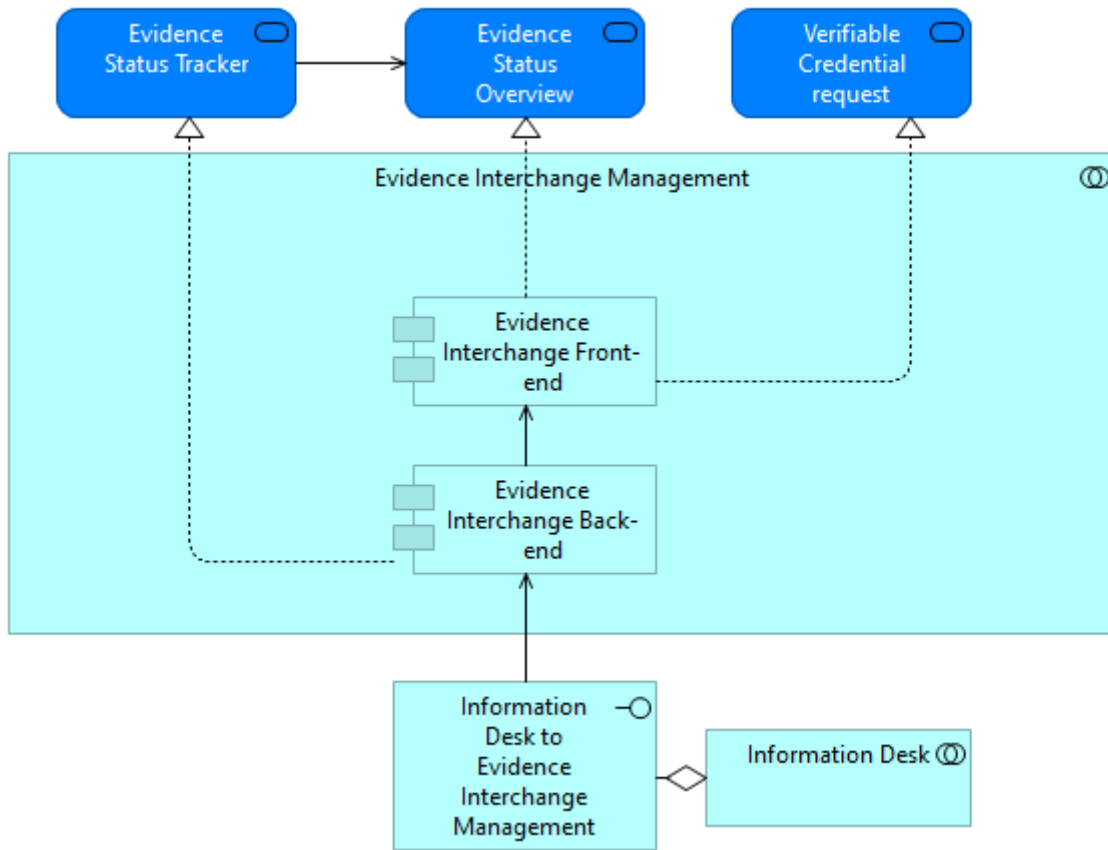 Evidence
Status Tracker
Evidence
Status
Overview
Verifiable
Credential
request
Evidence Interchange Management
Evidence
Interchange Front-
end
Evidence
Interchange Back-
end
Information
Desk to
Evidence
Interchange
Management
Information Desk